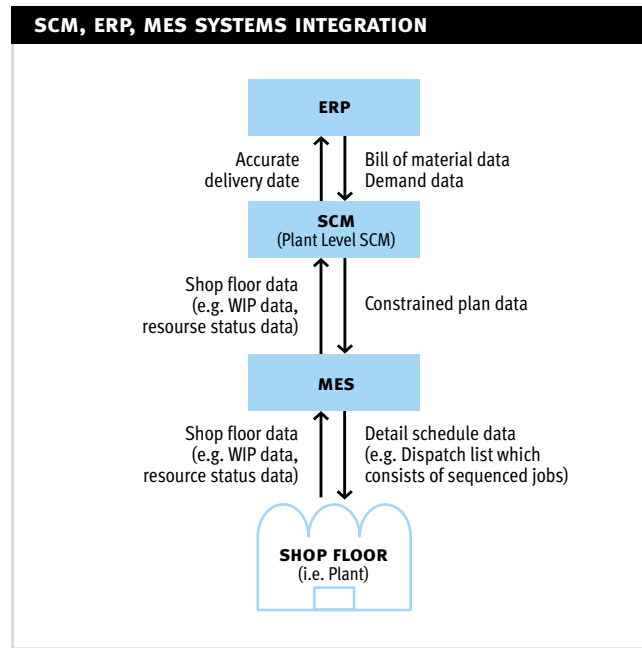 SCM, ERP, MES SYSTEMS INTEGRATION
ERP
Accurate
delivery date
Bill of material data
Demand data
SCM
(Plant Level SCM)
Shop floor data
(e.g. WIP data,
resourse status data)
Constrained plan data
MES
Shop floor data
(e.g. WIP data,
resource status data)
Detail schedule data
(e.g. Dispatch list which
consists of sequenced jobs)
SHOP FLOOR
(i.e. Plant)